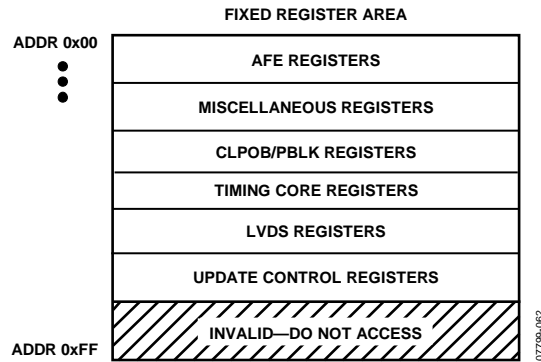 FIXED REGISTER AREA
ADDR 0x00
AFE REGISTERS
MISCELLANEOUS REGISTERS
CLPOB/PBLK REGISTERS
TIMING CORE REGISTERS
LVDS REGISTERS
UPDATE CONTROL REGISTERS
INVALID—DO NOT ACCESS
ADDR 0xFF
07799-062